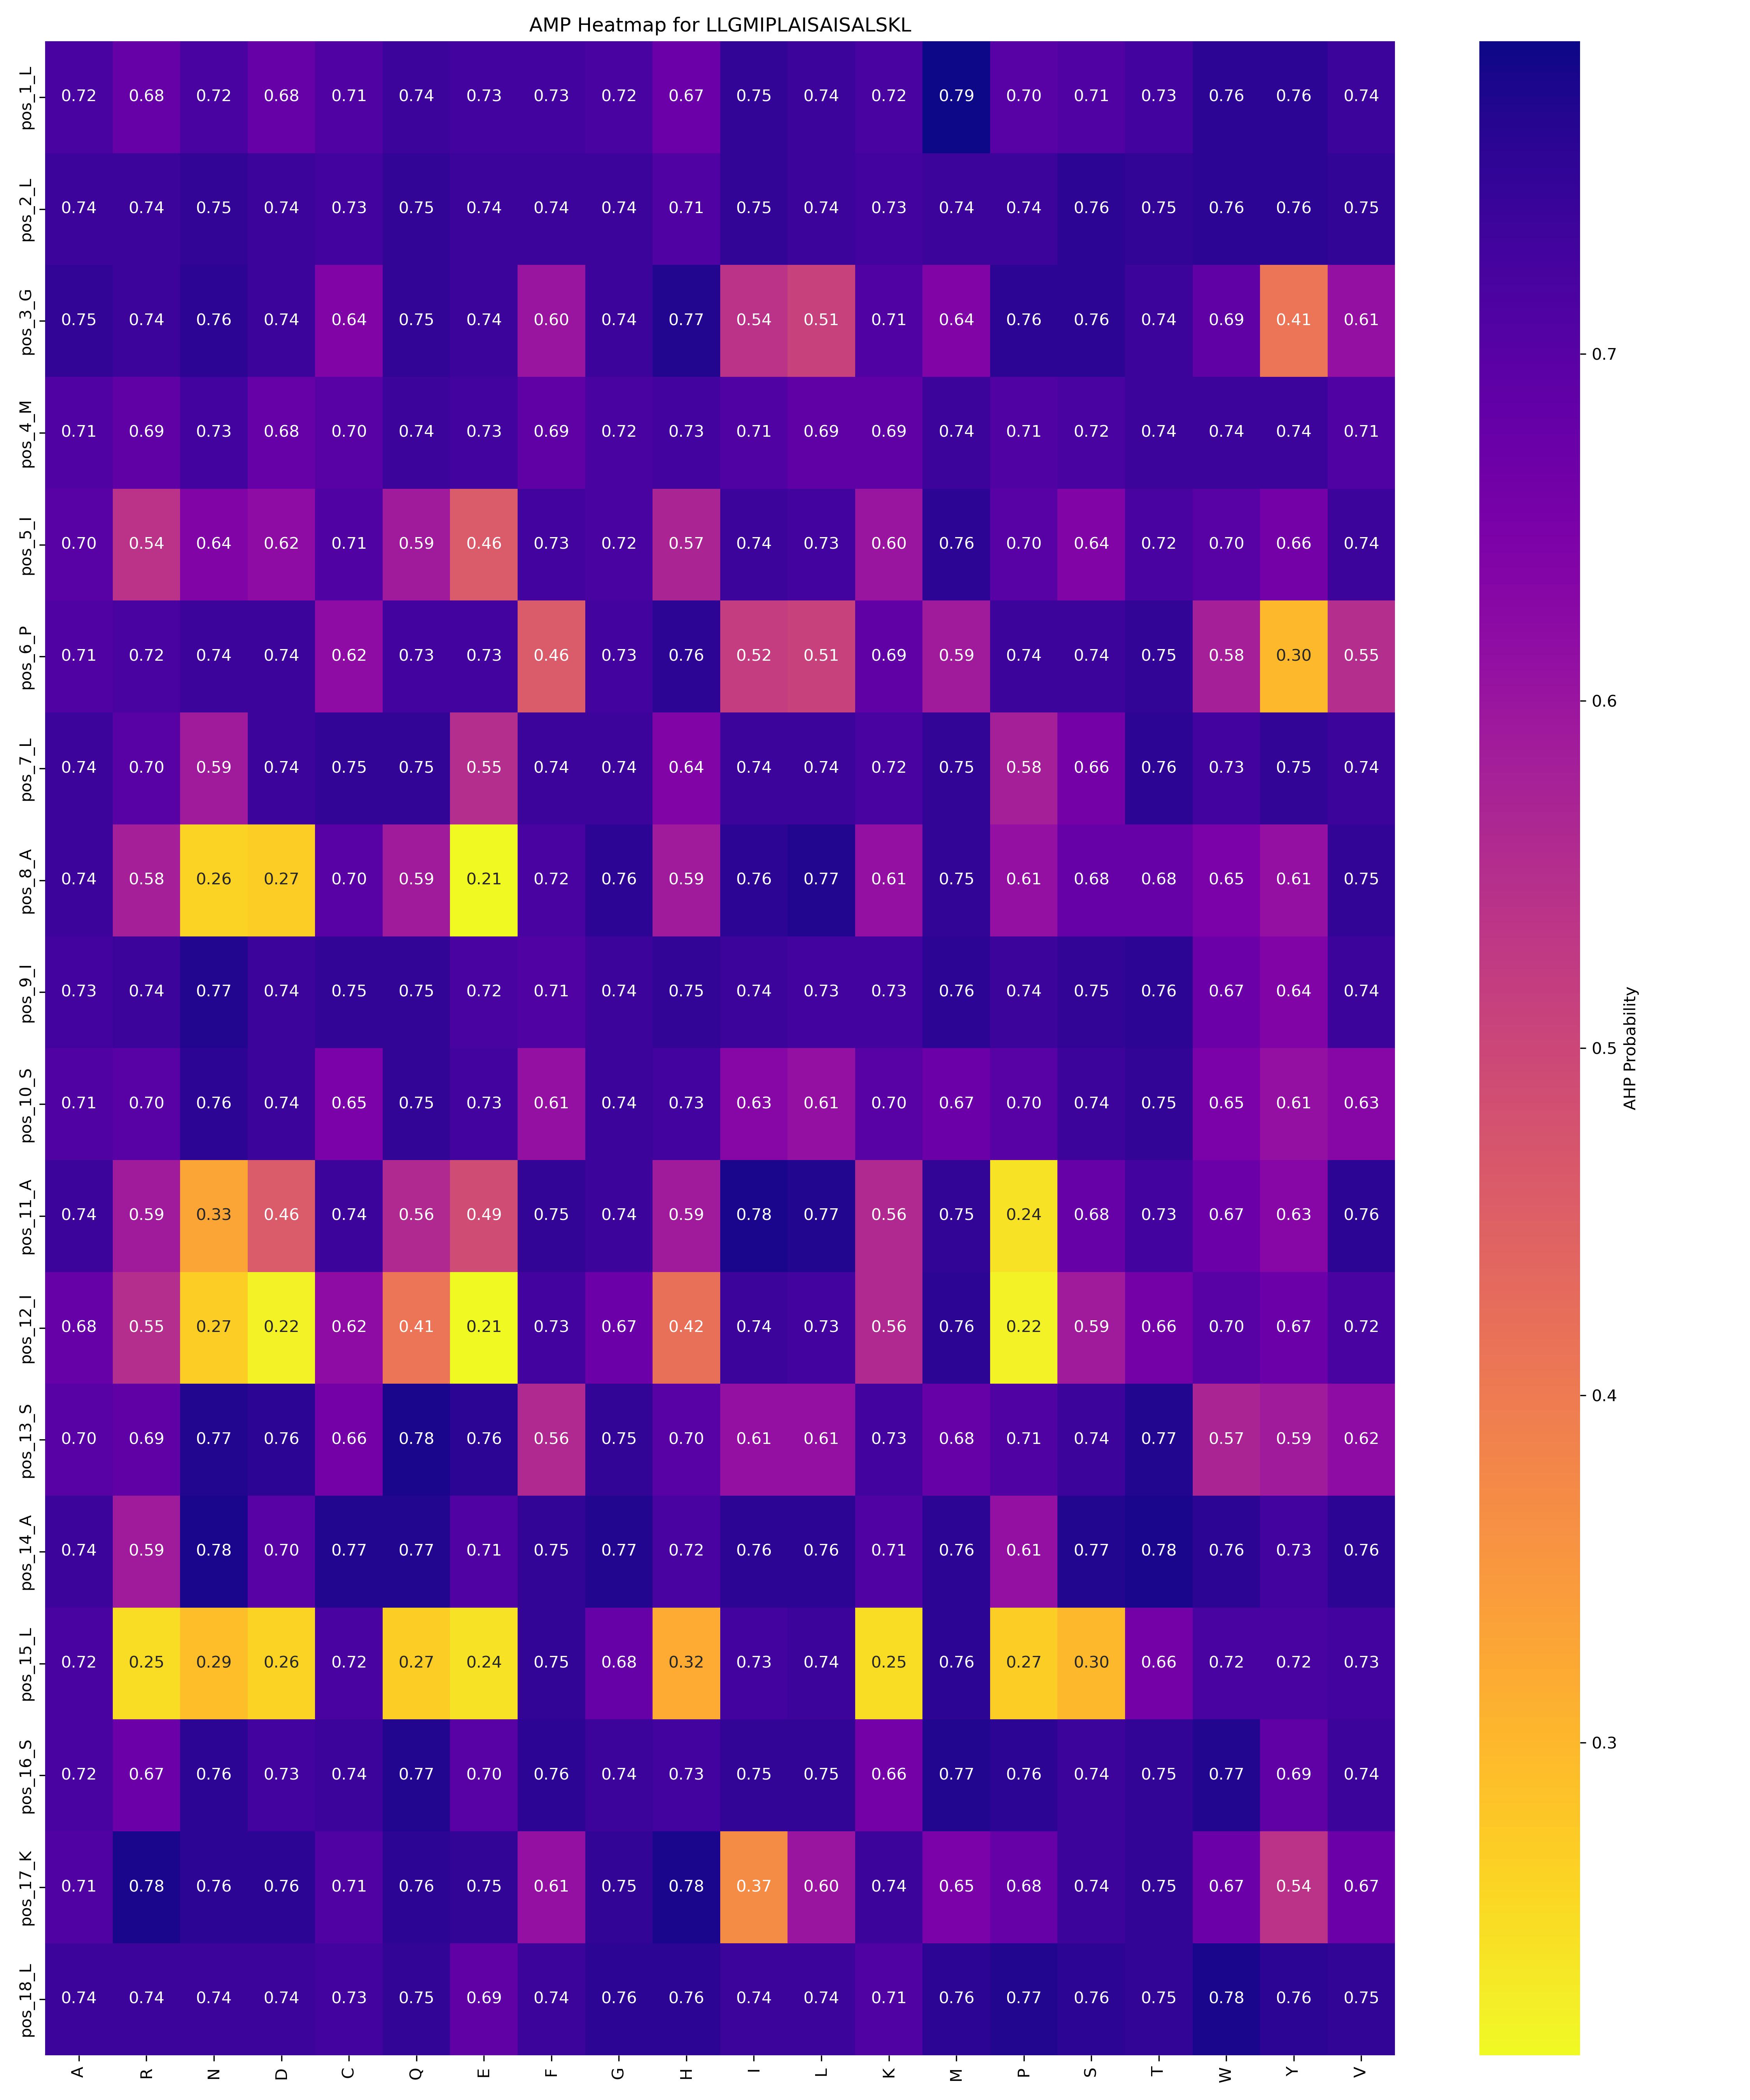 AMP Heatmap for LLGMIPLAISAISALSKL
pos_1_L 0.72 0.68 0.72 0.68 0.71 0.74 0.73 0.73 0.72 0.67 0.75 0.74 0.72 0.79 0.70 0.71 0.73 0.76 0.76 0.74
pos_2_L 0.74 0.74 0.75 0.74 0.73 0.75 0.74 0.74 0.74 0.71 0.75 0.74 0.73 0.74 0.74 0.76 0.75 0.76 0.76 0.75
pos_3_G 0.75 0.74 0.76 0.74 0.64 0.75 0.74 0.60 0.74 0.77 0.54 0.51 0.71 0.64 0.76 0.76 0.74 0.69 0.41 0.61
pos_4_M 0.71 0.69 0.73 0.68 0.70 0.74 0.73 0.69 0.72 0.73 0.71 0.69 0.69 0.74 0.71 0.72 0.74 0.74 0.74 0.71
pos_5_I 0.70 0.54 0.64 0.62 0.71 0.59 0.46 0.73 0.72 0.57 0.74 0.73 0.60 0.76 0.70 0.64 0.72 0.70 0.66 0.74
pos_6_P 0.71 0.72 0.74 0.74 0.62 0.73 0.73 0.46 0.73 0.76 0.52 0.51 0.69 0.59 0.74 0.74 0.75 0.58 0.30 0.55
pos_7_L 0.74 0.70 0.59 0.74 0.75 0.75 0.55 0.74 0.74 0.64 0.74 0.74 0.72 0.75 0.58 0.66 0.76 0.73 0.75 0.74
pos_8_A 0.74 0.58 0.26 0.27 0.70 0.59 0.21 0.72 0.76 0.59 0.76 0.77 0.61 0.75 0.61 0.68 0.68 0.65 0.61 0.75
pos_9_I 0.73 0.74 0.77 0.74 0.75 0.75 0.72 0.71 0.74 0.75 0.74 0.73 0.73 0.76 0.74 0.75 0.76 0.67 0.64 0.74
pos_10_S 0.71 0.70 0.76 0.74 0.65 0.75 0.73 0.61 0.74 0.73 0.63 0.61 0.70 0.67 0.70 0.74 0.75 0.65 0.61 0.63
pos_11_A 0.74 0.59 0.33 0.46 0.74 0.56 0.49 0.75 0.74 0.59 0.78 0.77 0.56 0.75 0.24 0.68 0.73 0.67 0.63 0.76
pos_12_I 0.68 0.55 0.27 0.22 0.62 0.41 0.21 0.73 0.67 0.42 0.74 0.73 0.56 0.76 0.22 0.59 0.66 0.70 0.67 0.72
pos_13_S 0.70 0.69 0.77 0.76 0.66 0.78 0.76 0.56 0.75 0.70 0.61 0.61 0.73 0.68 0.71 0.74 0.77 0.57 0.59 0.62
pos_14_A 0.74 0.59 0.78 0.70 0.77 0.77 0.71 0.75 0.77 0.72 0.76 0.76 0.71 0.76 0.61 0.77 0.78 0.76 0.73 0.76
pos_15_L 0.72 0.25 0.29 0.26 0.72 0.27 0.24 0.75 0.68 0.32 0.73 0.74 0.25 0.76 0.27 0.30 0.66 0.72 0.72 0.73
pos_16_S 0.72 0.67 0.76 0.73 0.74 0.77 0.70 0.76 0.74 0.73 0.75 0.75 0.66 0.77 0.76 0.74 0.75 0.77 0.69 0.74
pos_17_K 0.71 0.78 0.76 0.76 0.71 0.76 0.75 0.61 0.75 0.78 0.37 0.60 0.74 0.65 0.68 0.74 0.75 0.67 0.54 0.67
pos_18_L 0.74 0.74 0.74 0.74 0.73 0.75 0.69 0.74 0.76 0.76 0.74 0.74 0.71 0.76 0.77 0.76 0.75 0.78 0.76 0.75
A R N D C Q E F G H I L K M P S T W Y V
0.7
0.6
0.5
0.4
0.3
AHP Probability